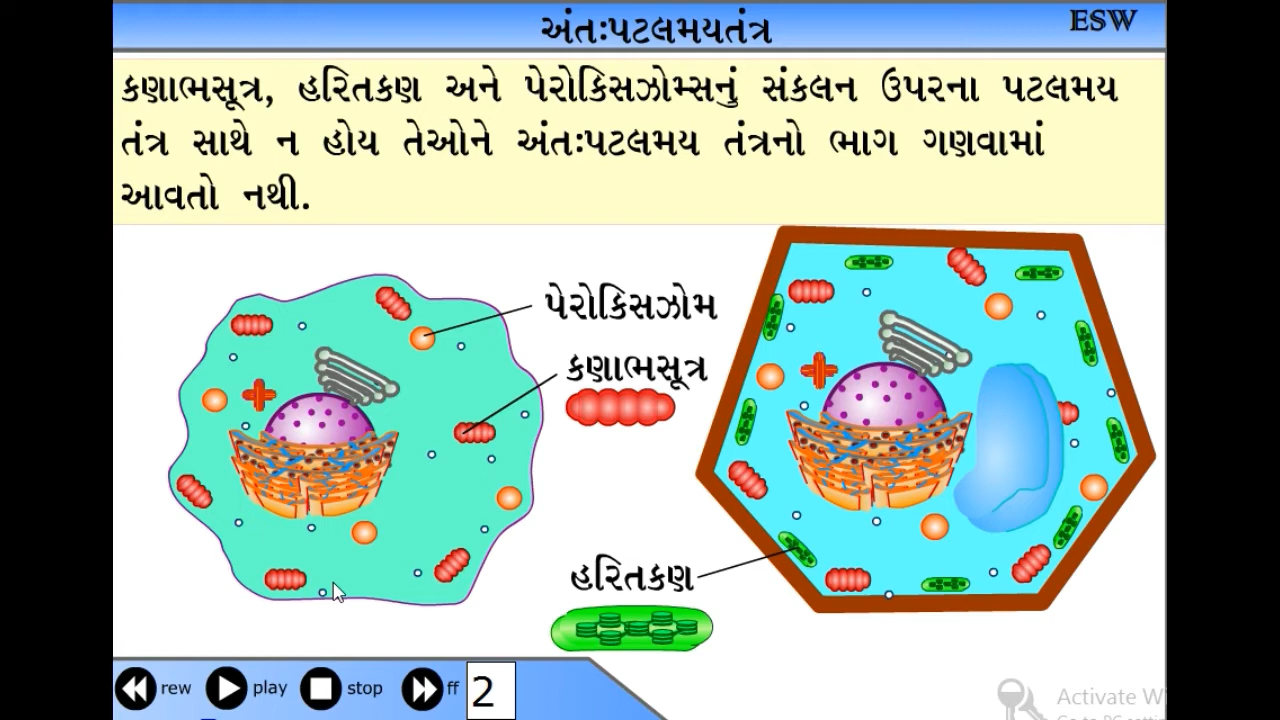 અંતઃપટલમયતંત્ર
ESW
કણાભસૂત્ર, હરિતકણ અને પેરોકિસઝોમ્સનું સંકલન ઉપરના પટલમય
તંત્ર સાથે ન હોય તેઓને અંતઃપટલમય તંત્રનો ભાગ ગણવામાં
આવતો નથી.
પેરોકિસઝોમ
કણાભસૂત્ર
હરિતકણ
rew play stop ff 2
Activate W